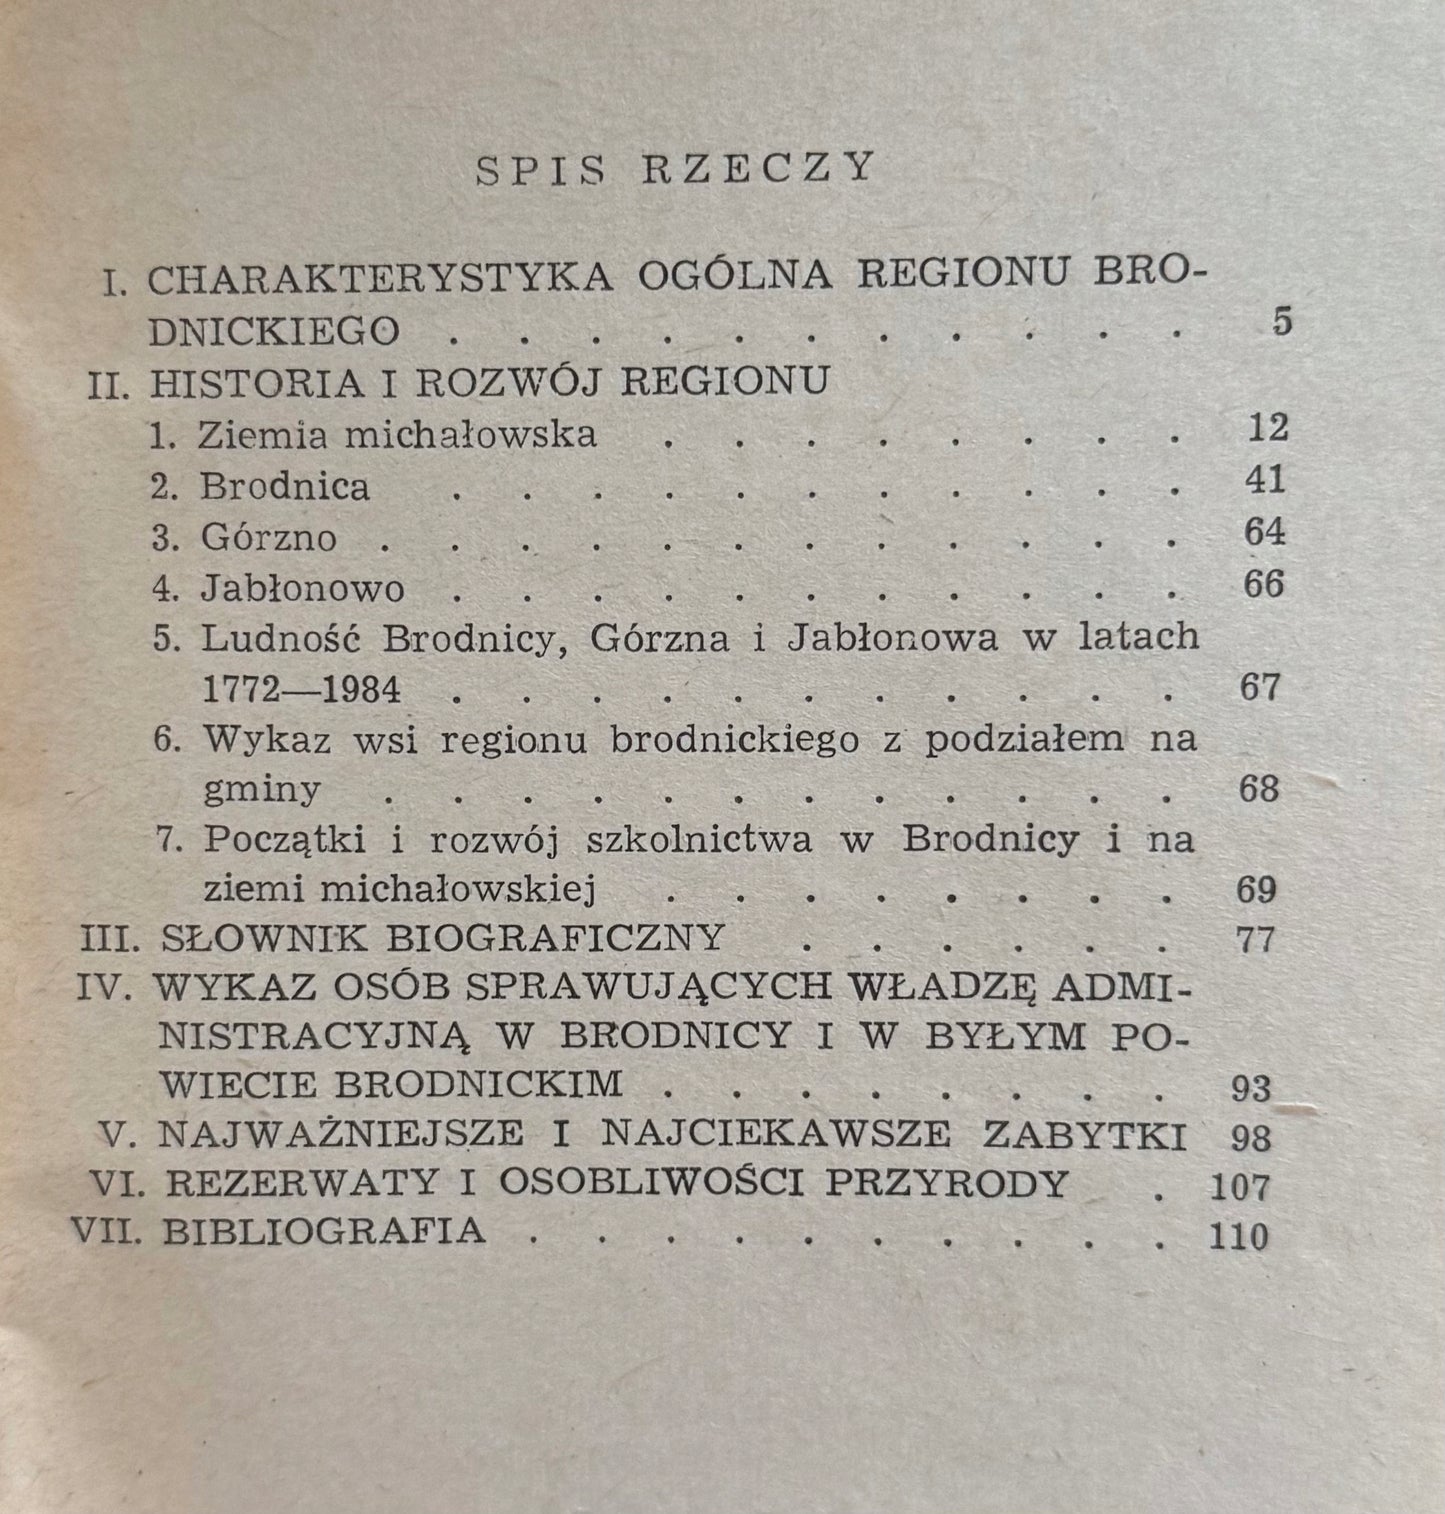 SPIS RZECZY
I. CHARAKTERYSTYKA OGÓLNA REGIONU BRO-
DNICKIEGO . . . . . . . . . . . 5
II. HISTORIA I ROZWÓJ REGIONU
1. Ziemia michałowska . . . . . . . . 12
2. Brodnica . . . . . . . . . . . 41
3. Górzno . . . . . . . . . . . . 64
4. Jabłonowo . . . . . . . . . . . 66
5. Ludność Brodnicy, Górzna i Jabłonowa w latach
1772—1984 . . . . . . . . . . . 67
6. Wykaz wsi regionu brodnickiego z podziałem na
gminy . . . . . . . . . . . . 68
7. Początki i rozwój szkolnictwa w Brodnicy i na
ziemi michałowskiej . . . . . . . . 69
III. SŁOWNIK BIOGRAFICZNY . . . . . . 77
IV. WYKAZ OSÓB SPRAWUJĄCYCH WŁADZĘ ADMI-
NISTRACYJNĄ W BRODNICY I W BYŁYM PO-
WIECIE BRODNICKIM . . . . . . . . 93
V. NAJWAŻNIEJSZE I NAJCIEKAWSZE ZABYTKI 98
VI. REZERWATY I OSOBLIWOŚCI PRZYRODY . 107
VII. BIBLIOGRAFIA . . . . . . . . . . 110